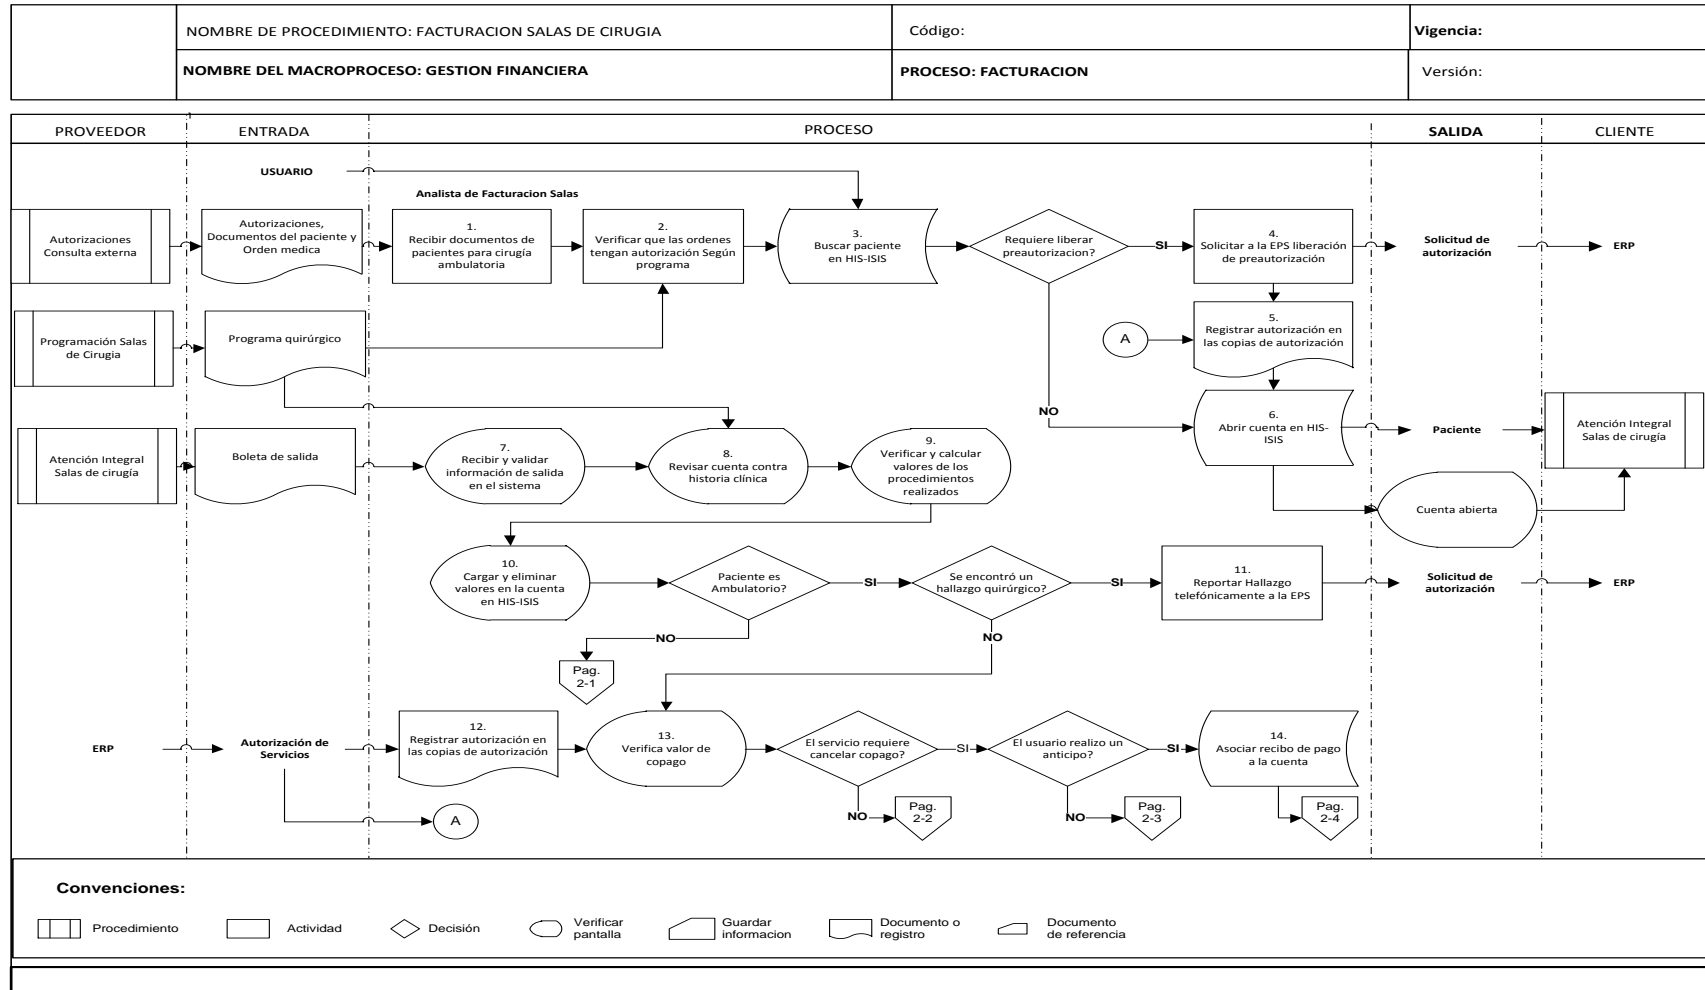 NOMBRE DE PROCEDIMIENTO: FACTURACION SALAS DE CIRUGIA
Código:
Vigencia:
NOMBRE DEL MACROPROCESO: GESTION FINANCIERA
PROCESO: FACTURACION
Versión:
PROVEEDOR
ENTRADA
PROCESO
SALIDA
CLIENTE
USUARIO
Analista de Facturacion Salas
Autorizaciones
Consulta externa
Autorizaciones,
Documentos del paciente y
Orden medica
1.
Recibir documentos de
pacientes para cirugía
ambulatoria
2.
Verificar que las ordenes
tengan autorización Según
programa
3.
Buscar paciente
en HIS-ISIS
Requiere liberar
preautorizacion?
SI
4.
Solicitar a la EPS liberación
de preautorización
Solicitud de
autorización
ERP
Programación Salas
de Cirugia
Programa quirúrgico
A
5.
Registrar autorización en
las copias de autorización
NO
6.
Abrir cuenta en HIS-
ISIS
Paciente
Atención Integral
Salas de cirugía
Atención Integral
Salas de cirugía
Boleta de salida
7.
Recibir y validar
información de salida
en el sistema
8.
Revisar cuenta contra
historia clínica
9.
Verificar y calcular
valores de los
procedimientos
realizados
Cuenta abierta
10.
Cargar y eliminar
valores en la cuenta
en HIS-ISIS
Paciente es
Ambulatorio?
SI
Se encontró un
hallazgo quirúrgico?
SI
11.
Reportar Hallazgo
telefónicamente a la EPS
Solicitud de
autorización
ERP
NO
NO
Pag.
2-1
ERP
Autorización de
Servicios
12.
Registrar autorización en
las copias de autorización
13.
Verifica valor de
copago
El servicio requiere
cancelar copago?
SI
El usuario realizo un
anticipo?
SI
14.
Asociar recibo de pago
a la cuenta
A
NO
Pag.
2-2
NO
Pag.
2-3
Pag.
2-4
Convenciones:
Procedimiento
Actividad
Decisión
Verificar
pantalla
Guardar
informacion
Documento o
registro
Documento
de referencia